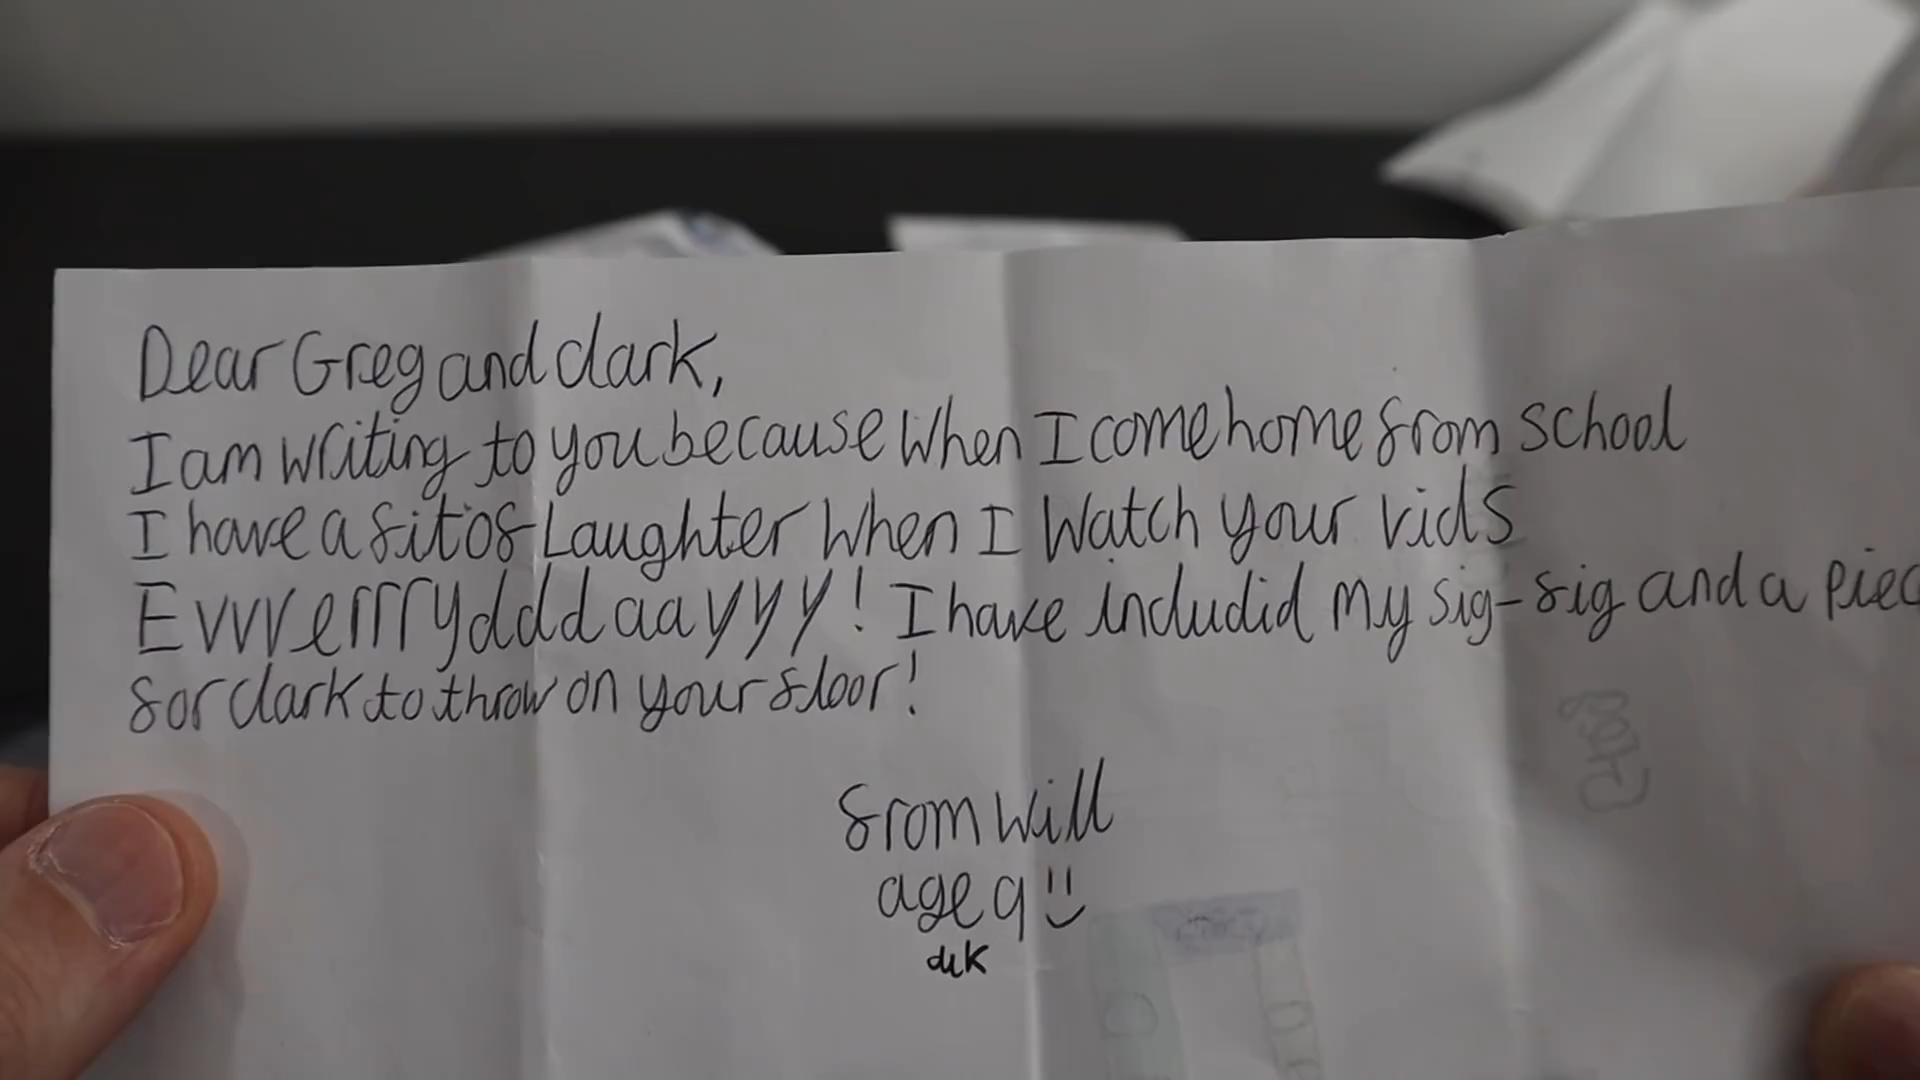 Dear Greg and clark,
I am writing to you because when I come home from school
I have a fit of Laughter when I watch your vids
Evvverrrrydddaayyy! I have includid my sig-sig and a piec
for clark to throw on your floor!
from will
age 9 !!